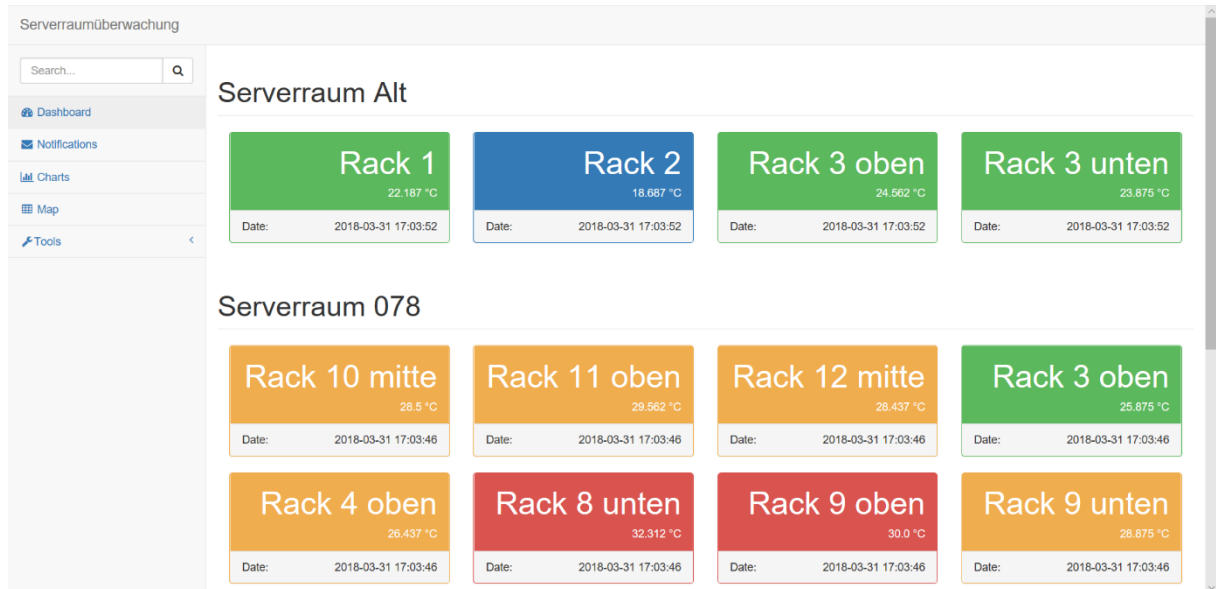 Serverraumüberwachung
Search...
Dashboard
Notifications
Charts
Map
Tools
Serverraum Alt
Rack 1
22.187 °C
Date: 2018-03-31 17:03:52
Rack 2
18.687 °C
Date: 2018-03-31 17:03:52
Rack 3 oben
24.562 °C
Date: 2018-03-31 17:03:52
Rack 3 unten
23.875 °C
Date: 2018-03-31 17:03:52
Serverraum 078
Rack 10 mitte
28.5 °C
Date: 2018-03-31 17:03:46
Rack 11 oben
29.562 °C
Date: 2018-03-31 17:03:46
Rack 12 mitte
28.437 °C
Date: 2018-03-31 17:03:46
Rack 3 oben
25.875 °C
Date: 2018-03-31 17:03:46
Rack 4 oben
26.437 °C
Date: 2018-03-31 17:03:46
Rack 8 unten
32.312 °C
Date: 2018-03-31 17:03:46
Rack 9 oben
30.0 °C
Date: 2018-03-31 17:03:46
Rack 9 unten
28.875 °C
Date: 2018-03-31 17:03:46